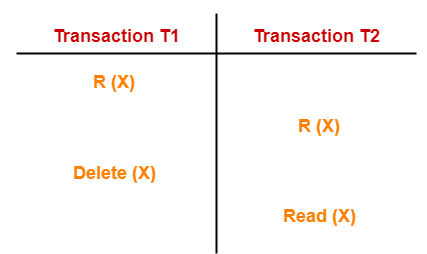 Transaction T1 Transaction T2
R (X)
R (X)
Delete (X)
Read (X)